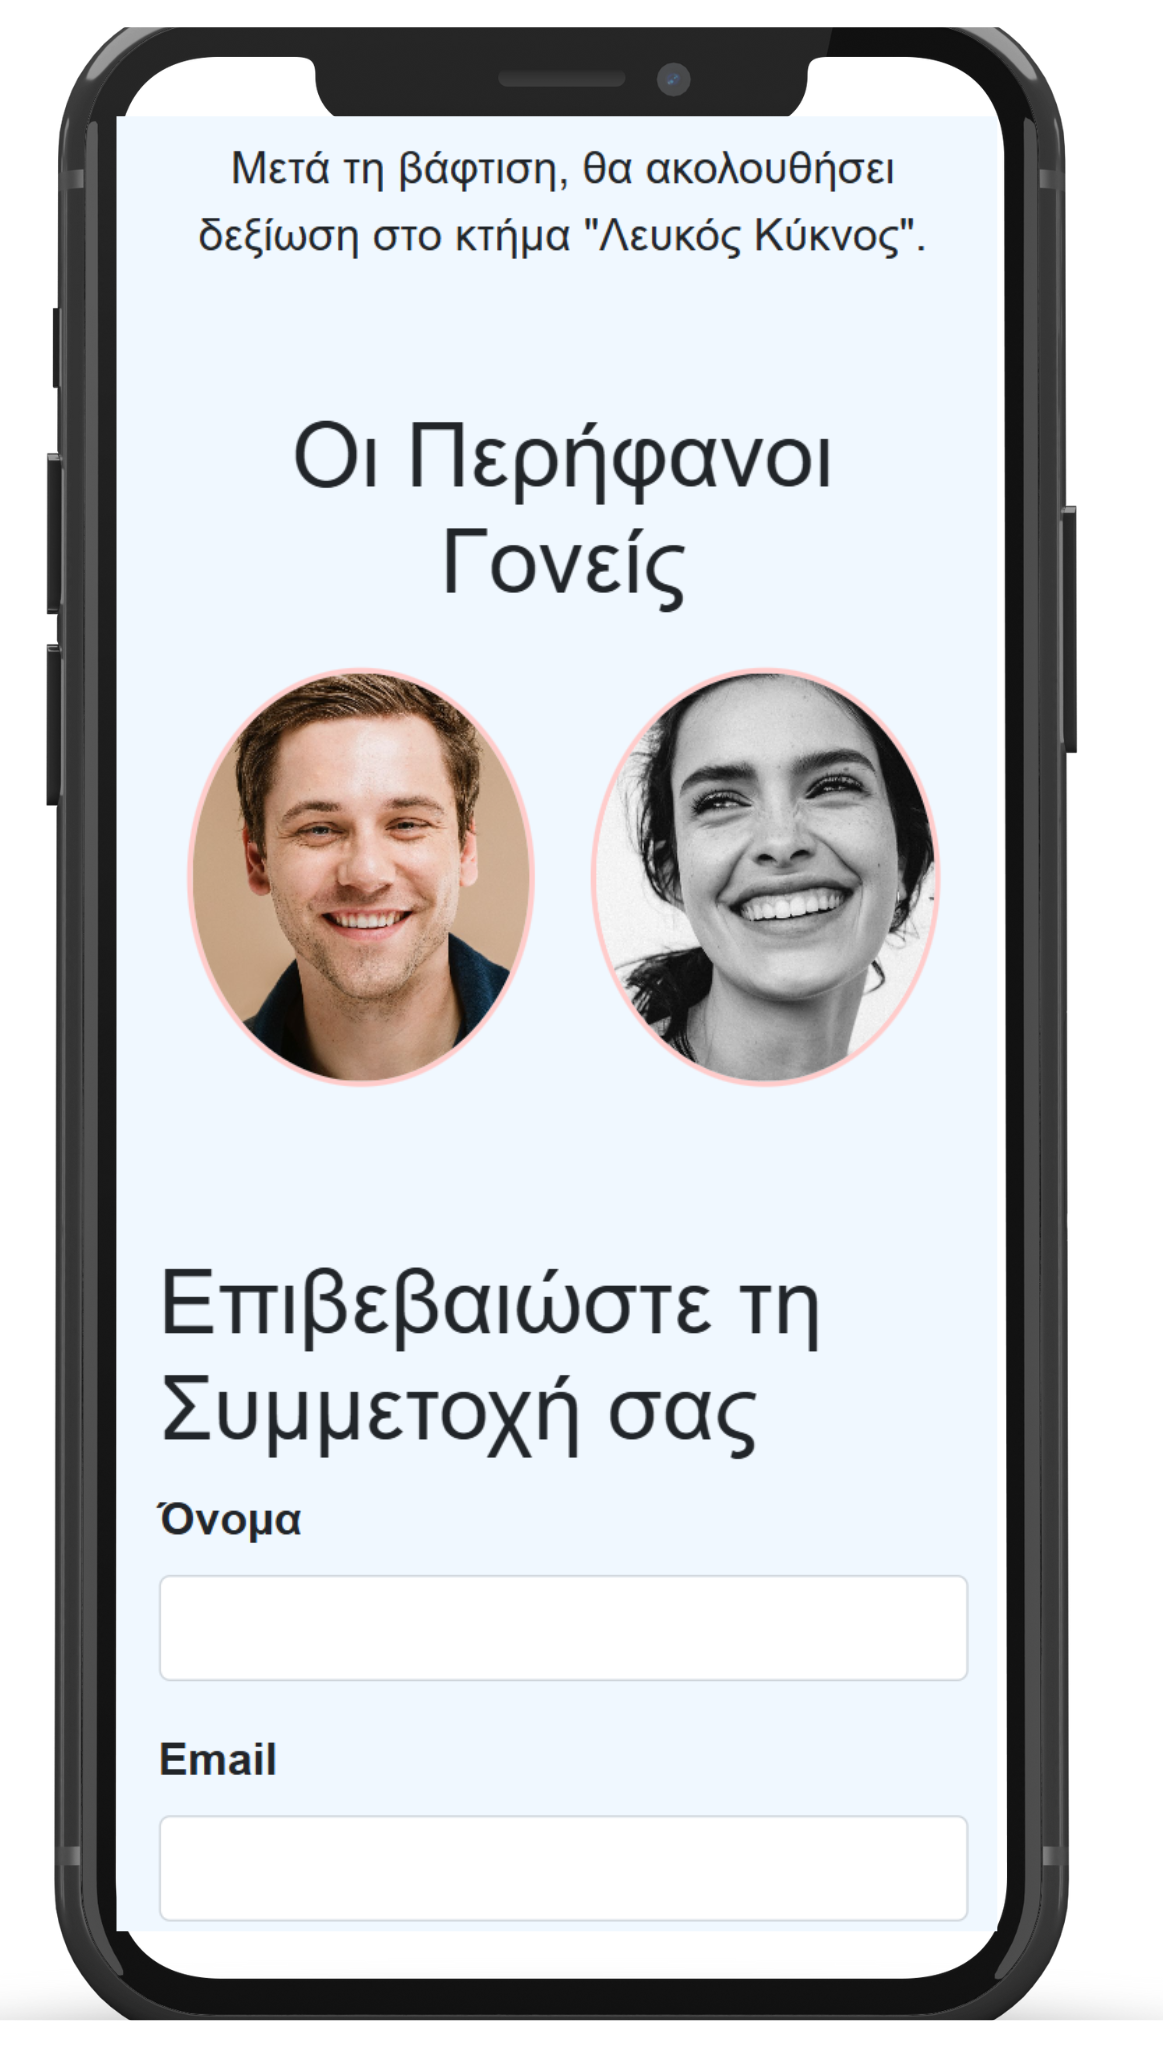 Μετά τη βάφτιση, θα ακολουθήσει
δεξίωση στο κτήμα "Λευκός Κύκνος".
Οι Περήφανοι
Γονείς
Επιβεβαιώστε τη
Συμμετοχή σας
Όνομα
Email